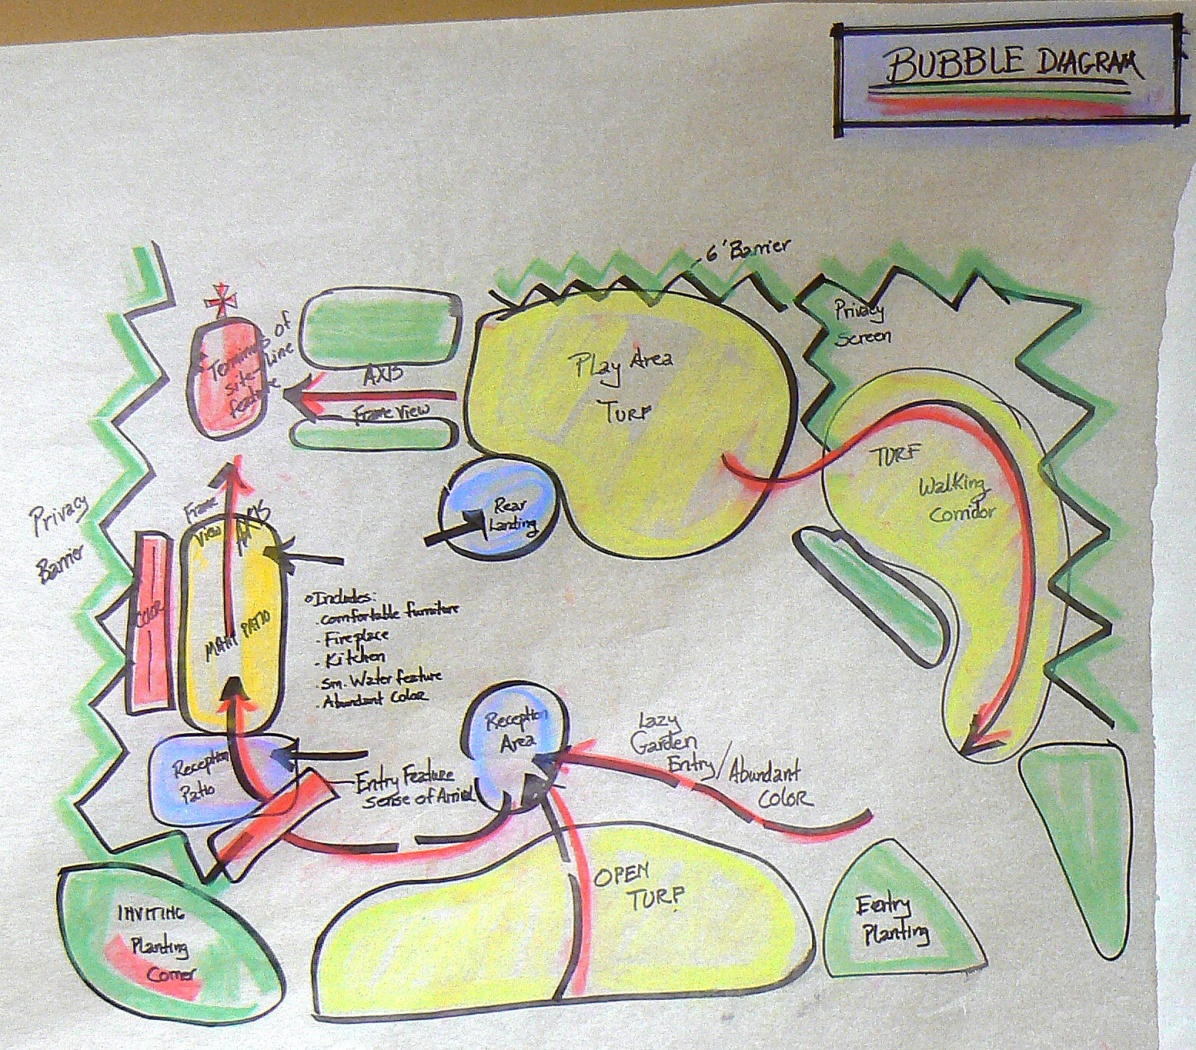 BUBBLE DIAGRAM
6' Barrier
Privacy
Screen
Terminus of
site-line
feature
AXIS
Frame View
Play Area
TURF
TURF
Walking
Corridor
Rear
Landing
Privacy
Barrier
Frame
View
AXIS
COLOR
MAIN PATIO
Includes:
. comfortable furniture
. Fireplace
. Kitchen
. Sm. Water feature
. Abundant Color
Reception
Area
Lazy
Garden
Entry/Abundant
COLOR
Reception
Patio
Entry Feature
sense of Arrival
OPEN
TURF
INVITING
Planting
Corner
Eentry
Planting